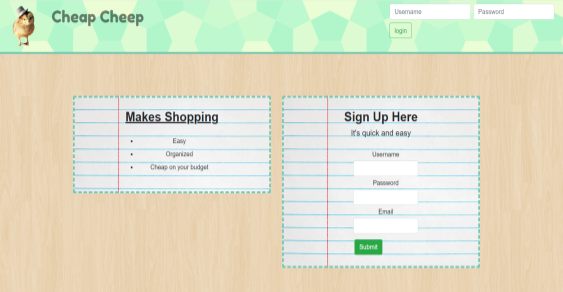 Cheap Cheep
Username Password
login
Makes Shopping
Easy
Organized
Cheap on your budget
Sign Up Here
It's quick and easy
Username
Password
Email
Submit